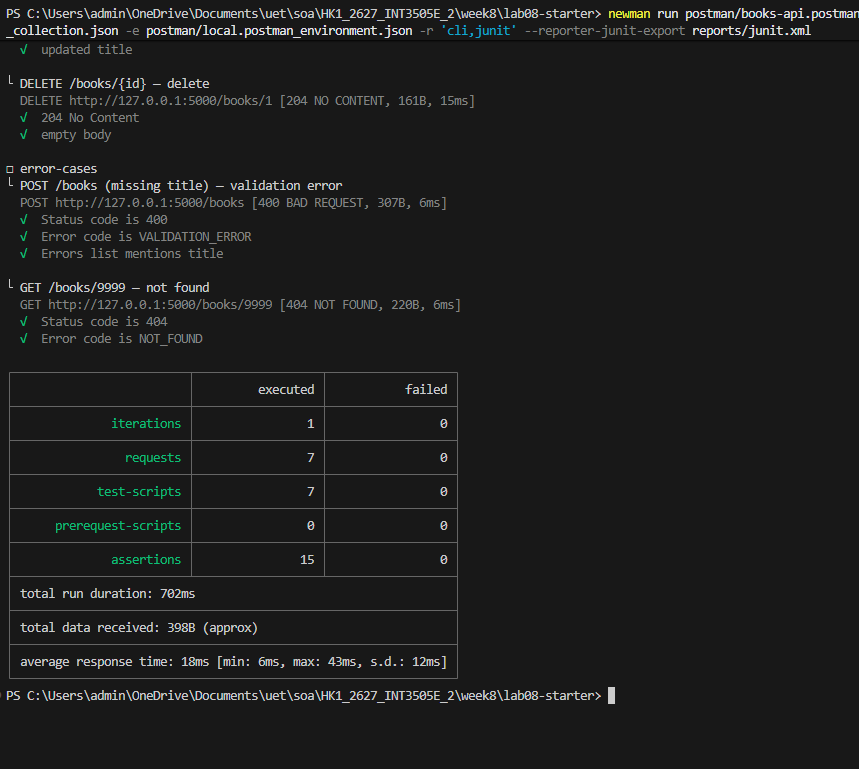 PS C:\Users\admin\OneDrive\Documents\uet\soa\HK1_2627_INT3505E_2\week8\lab08-starter> newman run postman/books-api.postman
_collection.json -e postman/local.postman_environment.json -r 'cli,junit' --reporter-junit-export reports/junit.xml
√ updated title
└ DELETE /books/{id} — delete
DELETE http://127.0.0.1:5000/books/1 [204 NO CONTENT, 161B, 15ms]
√ 204 No Content
√ empty body
□ error-cases
└ POST /books (missing title) — validation error
POST http://127.0.0.1:5000/books [400 BAD REQUEST, 307B, 6ms]
√ Status code is 400
√ Error code is VALIDATION_ERROR
√ Errors list mentions title
└ GET /books/9999 — not found
GET http://127.0.0.1:5000/books/9999 [404 NOT FOUND, 220B, 6ms]
√ Status code is 404
√ Error code is NOT_FOUND
executed failed
iterations 1 0
requests 7 0
test-scripts 7 0
prerequest-scripts 0 0
assertions 15 0
total run duration: 702ms
total data received: 398B (approx)
average response time: 18ms [min: 6ms, max: 43ms, s.d.: 12ms]
PS C:\Users\admin\OneDrive\Documents\uet\soa\HK1_2627_INT3505E_2\week8\lab08-starter>